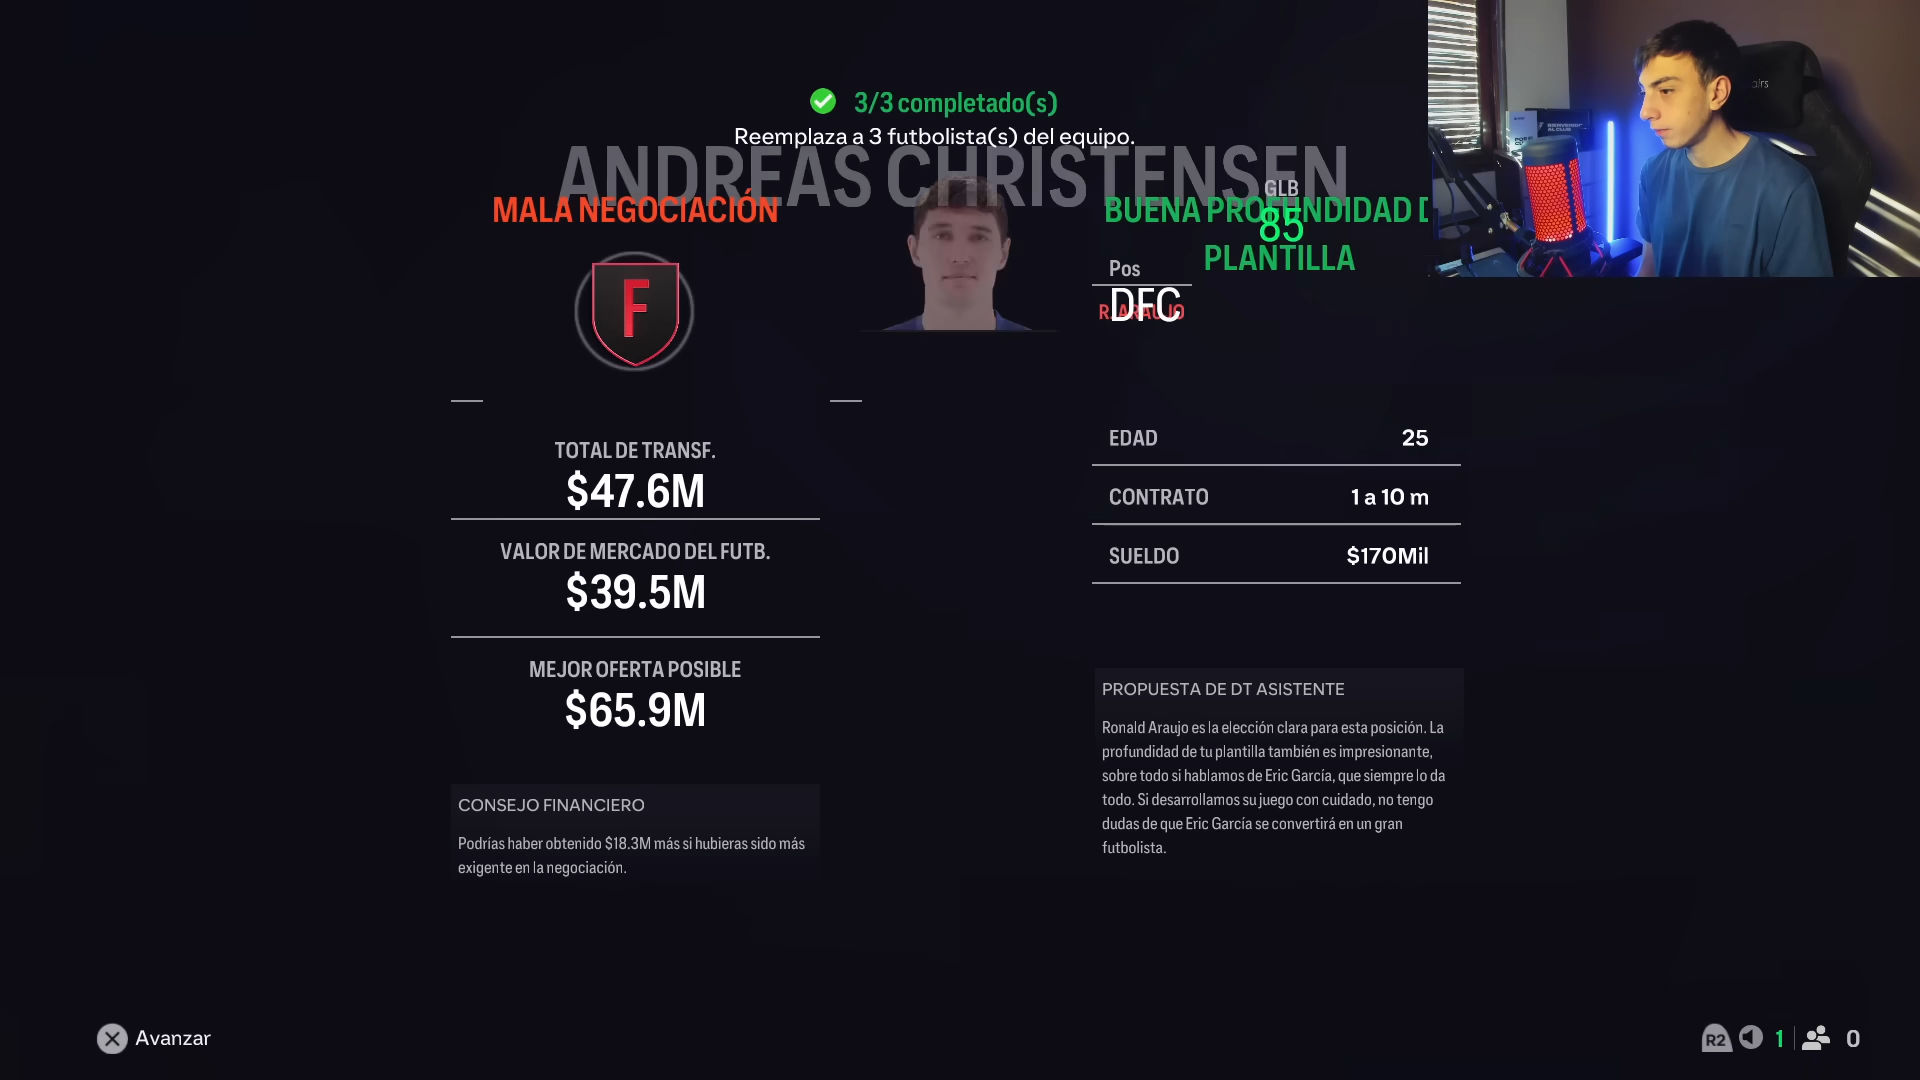 3/3 completado(s)
Reemplaza a 3 futbolista(s) del equipo.
ANDREAS CHRISTENSEN
MALA NEGOCIACIÓN
F
GLB
85
BUENA PROFUNDIDAD D
PLANTILLA
Pos
DFC
R. ARAUJO
TOTAL DE TRANSF.
$47.6M
VALOR DE MERCADO DEL FUTB.
$39.5M
MEJOR OFERTA POSIBLE
$65.9M
CONSEJO FINANCIERO
Podrías haber obtenido $18.3M más si hubieras sido más
exigente en la negociación.
EDAD 25
CONTRATO 1 a 10 m
SUELDO $170Mil
PROPUESTA DE DT ASISTENTE
Ronald Araujo es la elección clara para esta posición. La
profundidad de tu plantilla también es impresionante,
sobre todo si hablamos de Eric García, que siempre lo da
todo. Si desarrollamos su juego con cuidado, no tengo
dudas de que Eric García se convertirá en un gran
futbolista.
Avanzar
R2 1 0